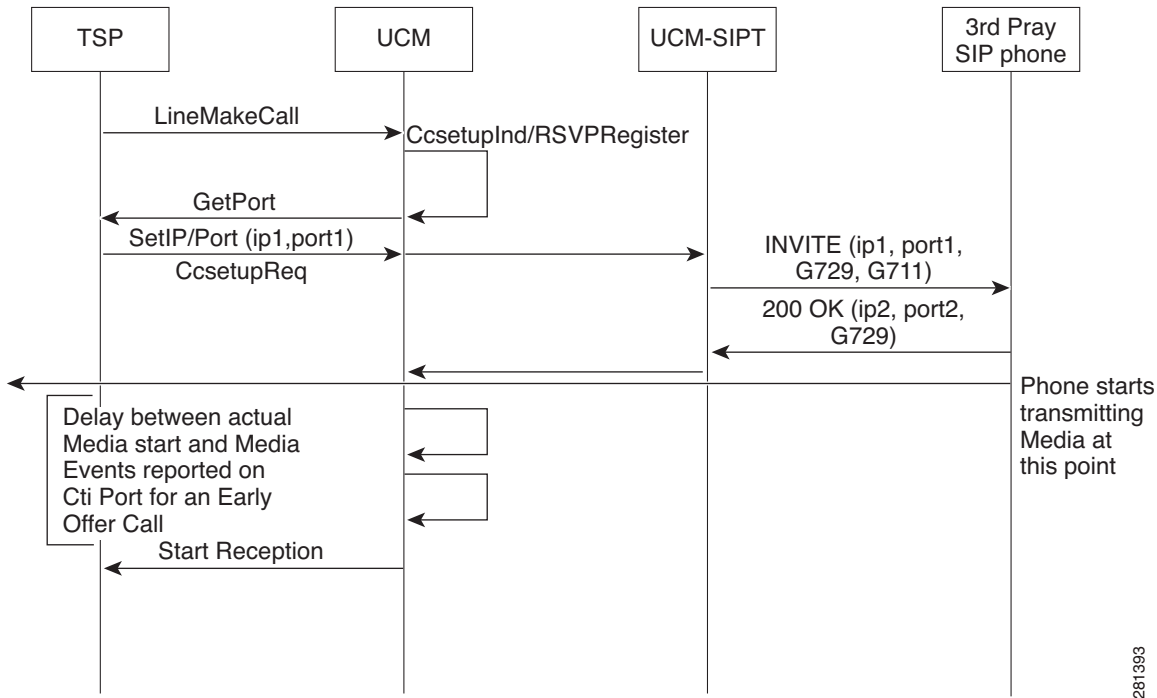 TSP
UCM
UCM-SIPT
3rd Pray
SIP phone
LineMakeCall
CcsetupInd/RSVPRegister
GetPort
SetIP/Port (ip1,port1)
CcsetupReq
INVITE (ip1, port1,
G729, G711)
200 OK (ip2, port2,
G729)
Phone starts
transmitting
Media at
this point
Delay between actual
Media start and Media
Events reported on
Cti Port for an Early
Offer Call
Start Reception
281393